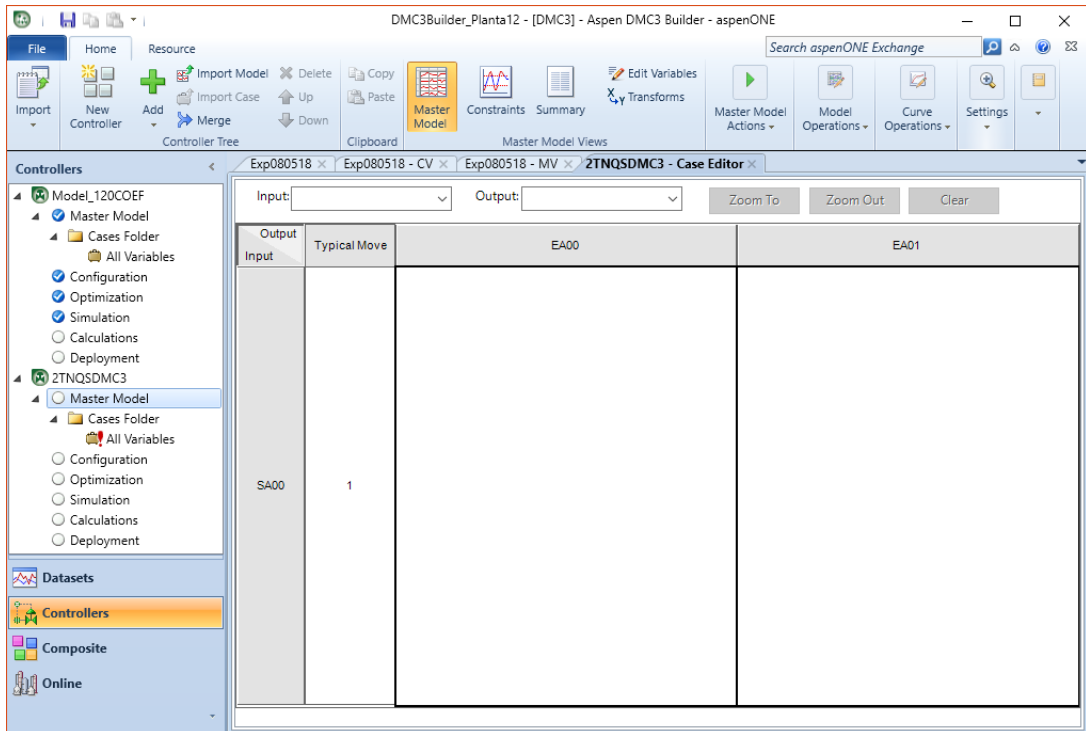 DMC3Builder_Planta12 - [DMC3] - Aspen DMC3 Builder - aspenONE
File Home Resource Search aspenONE Exchange
Import
New Controller
Add
Import Model
Import Case
Merge
Delete
Up
Down
Controller Tree
Copy
Paste
Clipboard
Master Model
Constraints
Summary
Edit Variables
X,Y Transforms
Master Model Views
Master Model Actions
Model Operations
Curve Operations
Settings
Controllers
Exp080518 Exp080518 - CV Exp080518 - MV 2TNQSDMC3 - Case Editor
Model_120COEF
Master Model
Cases Folder
All Variables
Configuration
Optimization
Simulation
Calculations
Deployment
2TNQSDMC3
Master Model
Cases Folder
All Variables
Configuration
Optimization
Simulation
Calculations
Deployment
Datasets
Controllers
Composite
Online
Input: Output: Zoom To Zoom Out Clear
Output
Input
Typical Move EA00 EA01
SA00 1